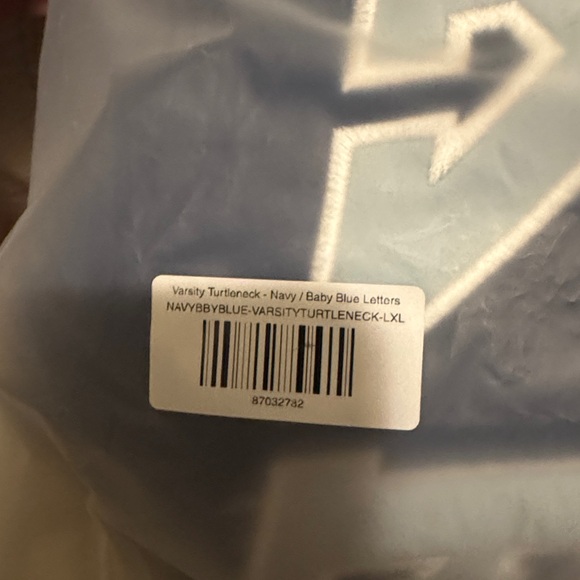 Varsity Turtleneck - Navy / Baby Blue Letters
NAVYBBYBLUE-VARSITYTURTLENECK-LXL
87032782